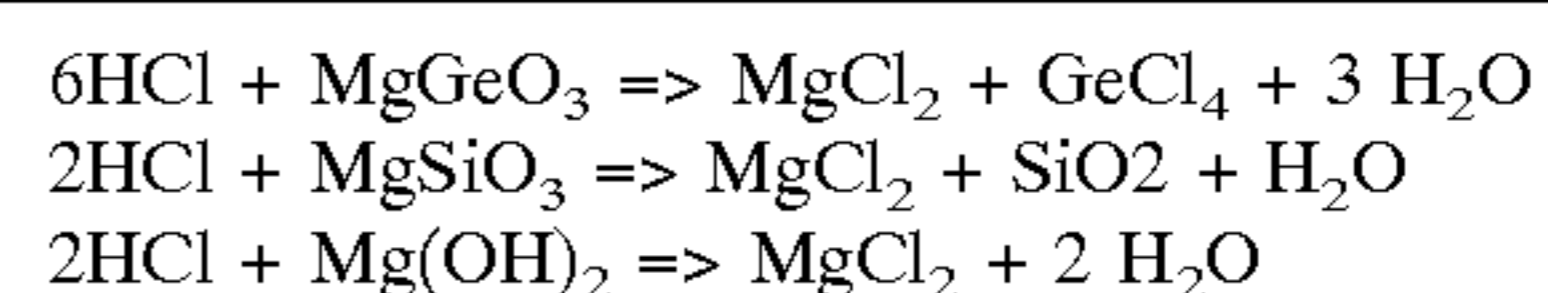 6HCl + MgGeO₃ => MgCl₂ + GeCl₄ + 3 H₂O
2HCl + MgSiO₃ => MgCl₂ + SiO2 + H₂O
2HCl + Mg(OH)₂ => MgCl₂ + 2 H₂O